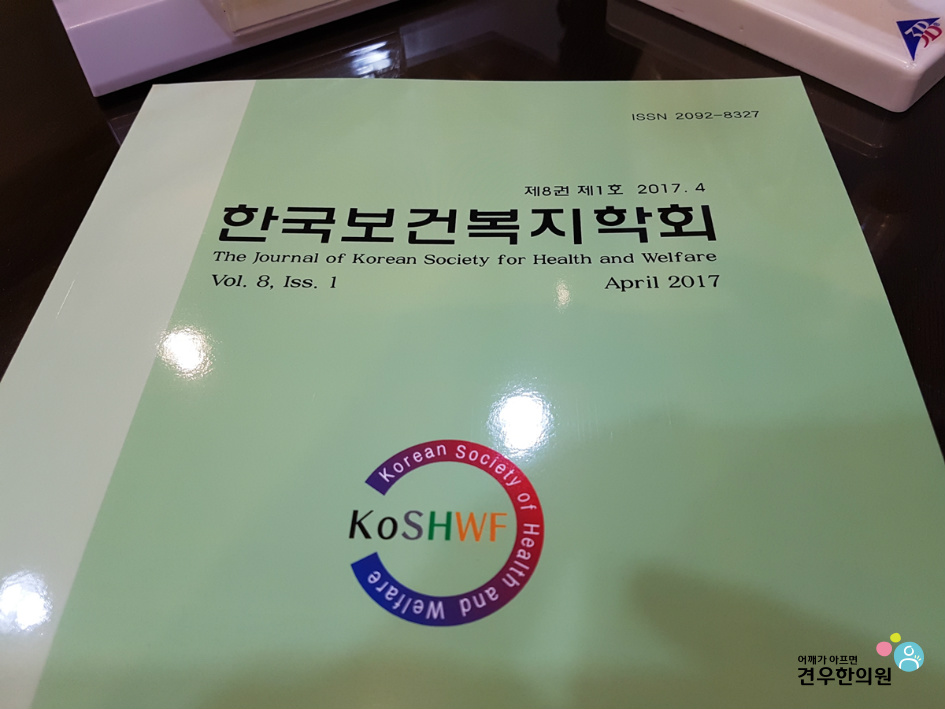 3B
ISSN 2092-8327
제8권 제1호 2017. 4
한국보건복지학회
The Journal of Korean Society for Health and Welfare
Vol. 8, Iss. 1 April 2017
Korean Society of Health and Welfare
KoSHWF
어깨가 아프면
견우한의원